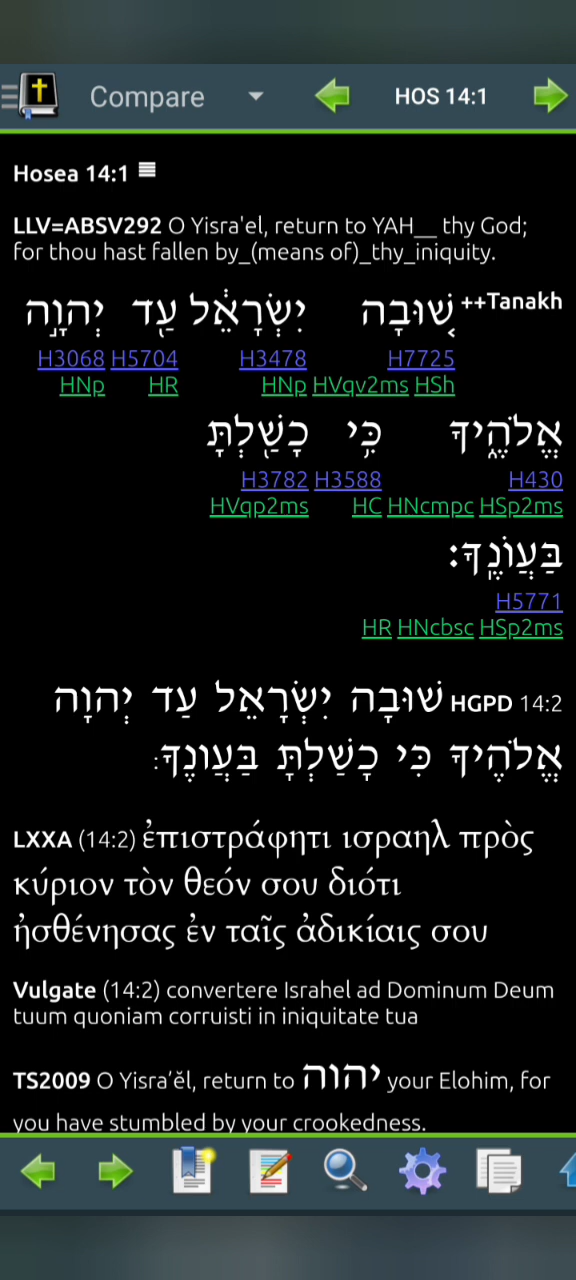 Compare
HOS 14:1
Hosea 14:1
LLV=ABSV292 O Yisra'el, return to YAH__ thy God;
for thou hast fallen by_(means of)_thy_iniquity.
++Tanakh שׁ֚וּבָה יִשְׂרָאֵ֔ל עַ֖ד יְהוָ֣ה
H3068 H5704 H3478 H7725
HNp HR HNp HVqv2ms HSh
אֱלֹהֶ֑יךָ כִּ֥י כָשַׁ֖לְתָּ
H3782 H3588 H430
HVqp2ms HC HNcmpc HSp2ms
בַּעֲוֺנֶֽךָ׃
H5771
HR HNcbsc HSp2ms
HGPD 14:2 שׁוּבָה יִשְׂרָאֵל עַד יְהוָה
אֱלֹהֶיךָ כִּי כָשַׁלְתָּ בַּעֲוֹנֶךָ:
LXXA (14:2) ἐπιστράφητι ισραηλ πρὸς
κύριον τὸν θεόν σου διότι
ἠσθένησας ἐν ταῖς ἀδικίαις σου
Vulgate (14:2) convertere Israhel ad Dominum Deum
tuum quoniam corruisti in iniquitate tua
TS2009 O Yisra’ĕl, return to יהוה your Elohim, for
you have stumbled by your crookedness.